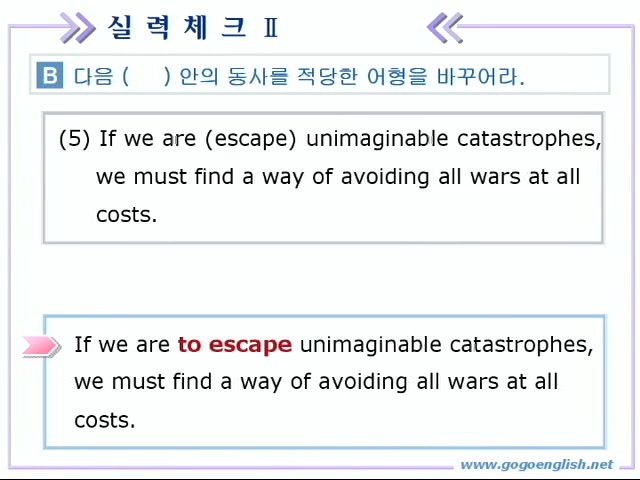 실 력 체 크 Ⅱ
B 다음 (    ) 안의 동사를 적당한 어형을 바꾸어라.
(5) If we are (escape) unimaginable catastrophes,
we must find a way of avoiding all wars at all
costs.
If we are to escape unimaginable catastrophes,
we must find a way of avoiding all wars at all
costs.
www.gogoenglish.net